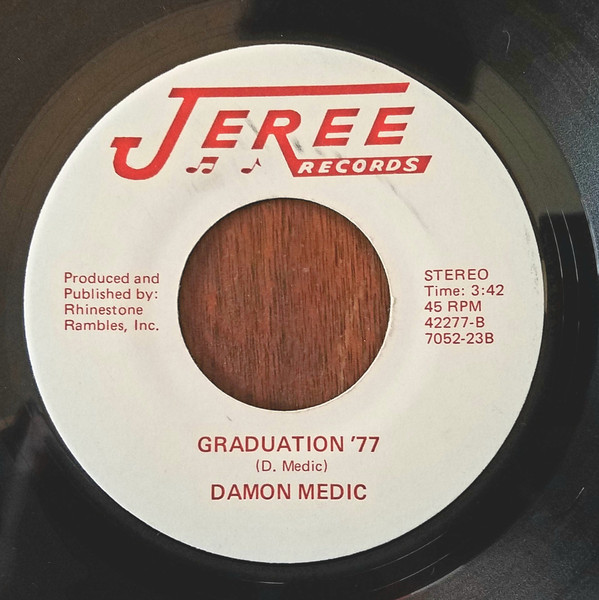 JEREE
RECORDS
Produced and
Published by:
Rhinestone
Rambles, Inc.
STEREO
Time: 3:42
45 RPM
42277-B
7052-23B
GRADUATION '77
(D. Medic)
DAMON MEDIC